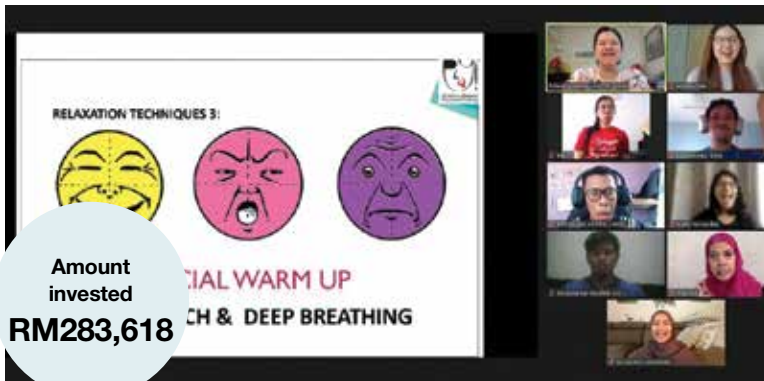 RELAXATION TECHNIQUES 3:
CIAL WARM UP
CH & DEEP BREATHING
Amount
invested
RM283,618